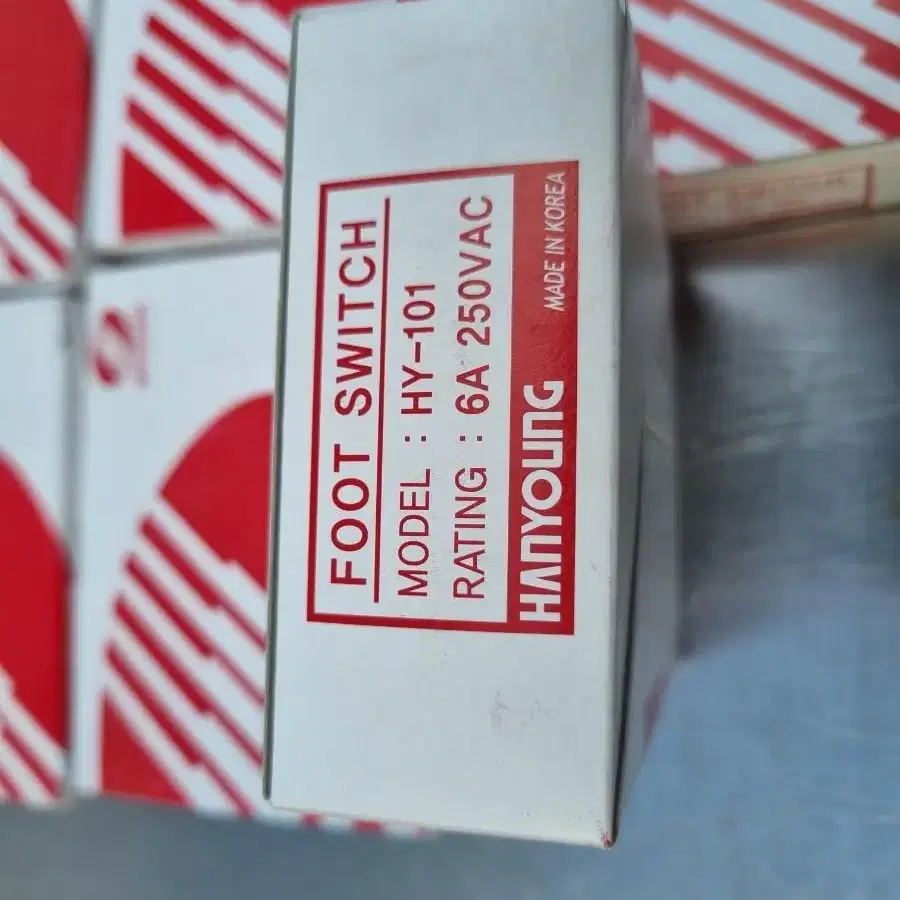 FOOT SWITCH
MODEL : HY-101
RATING : 6A 250VAC
HANYOUNG MADE IN KOREA